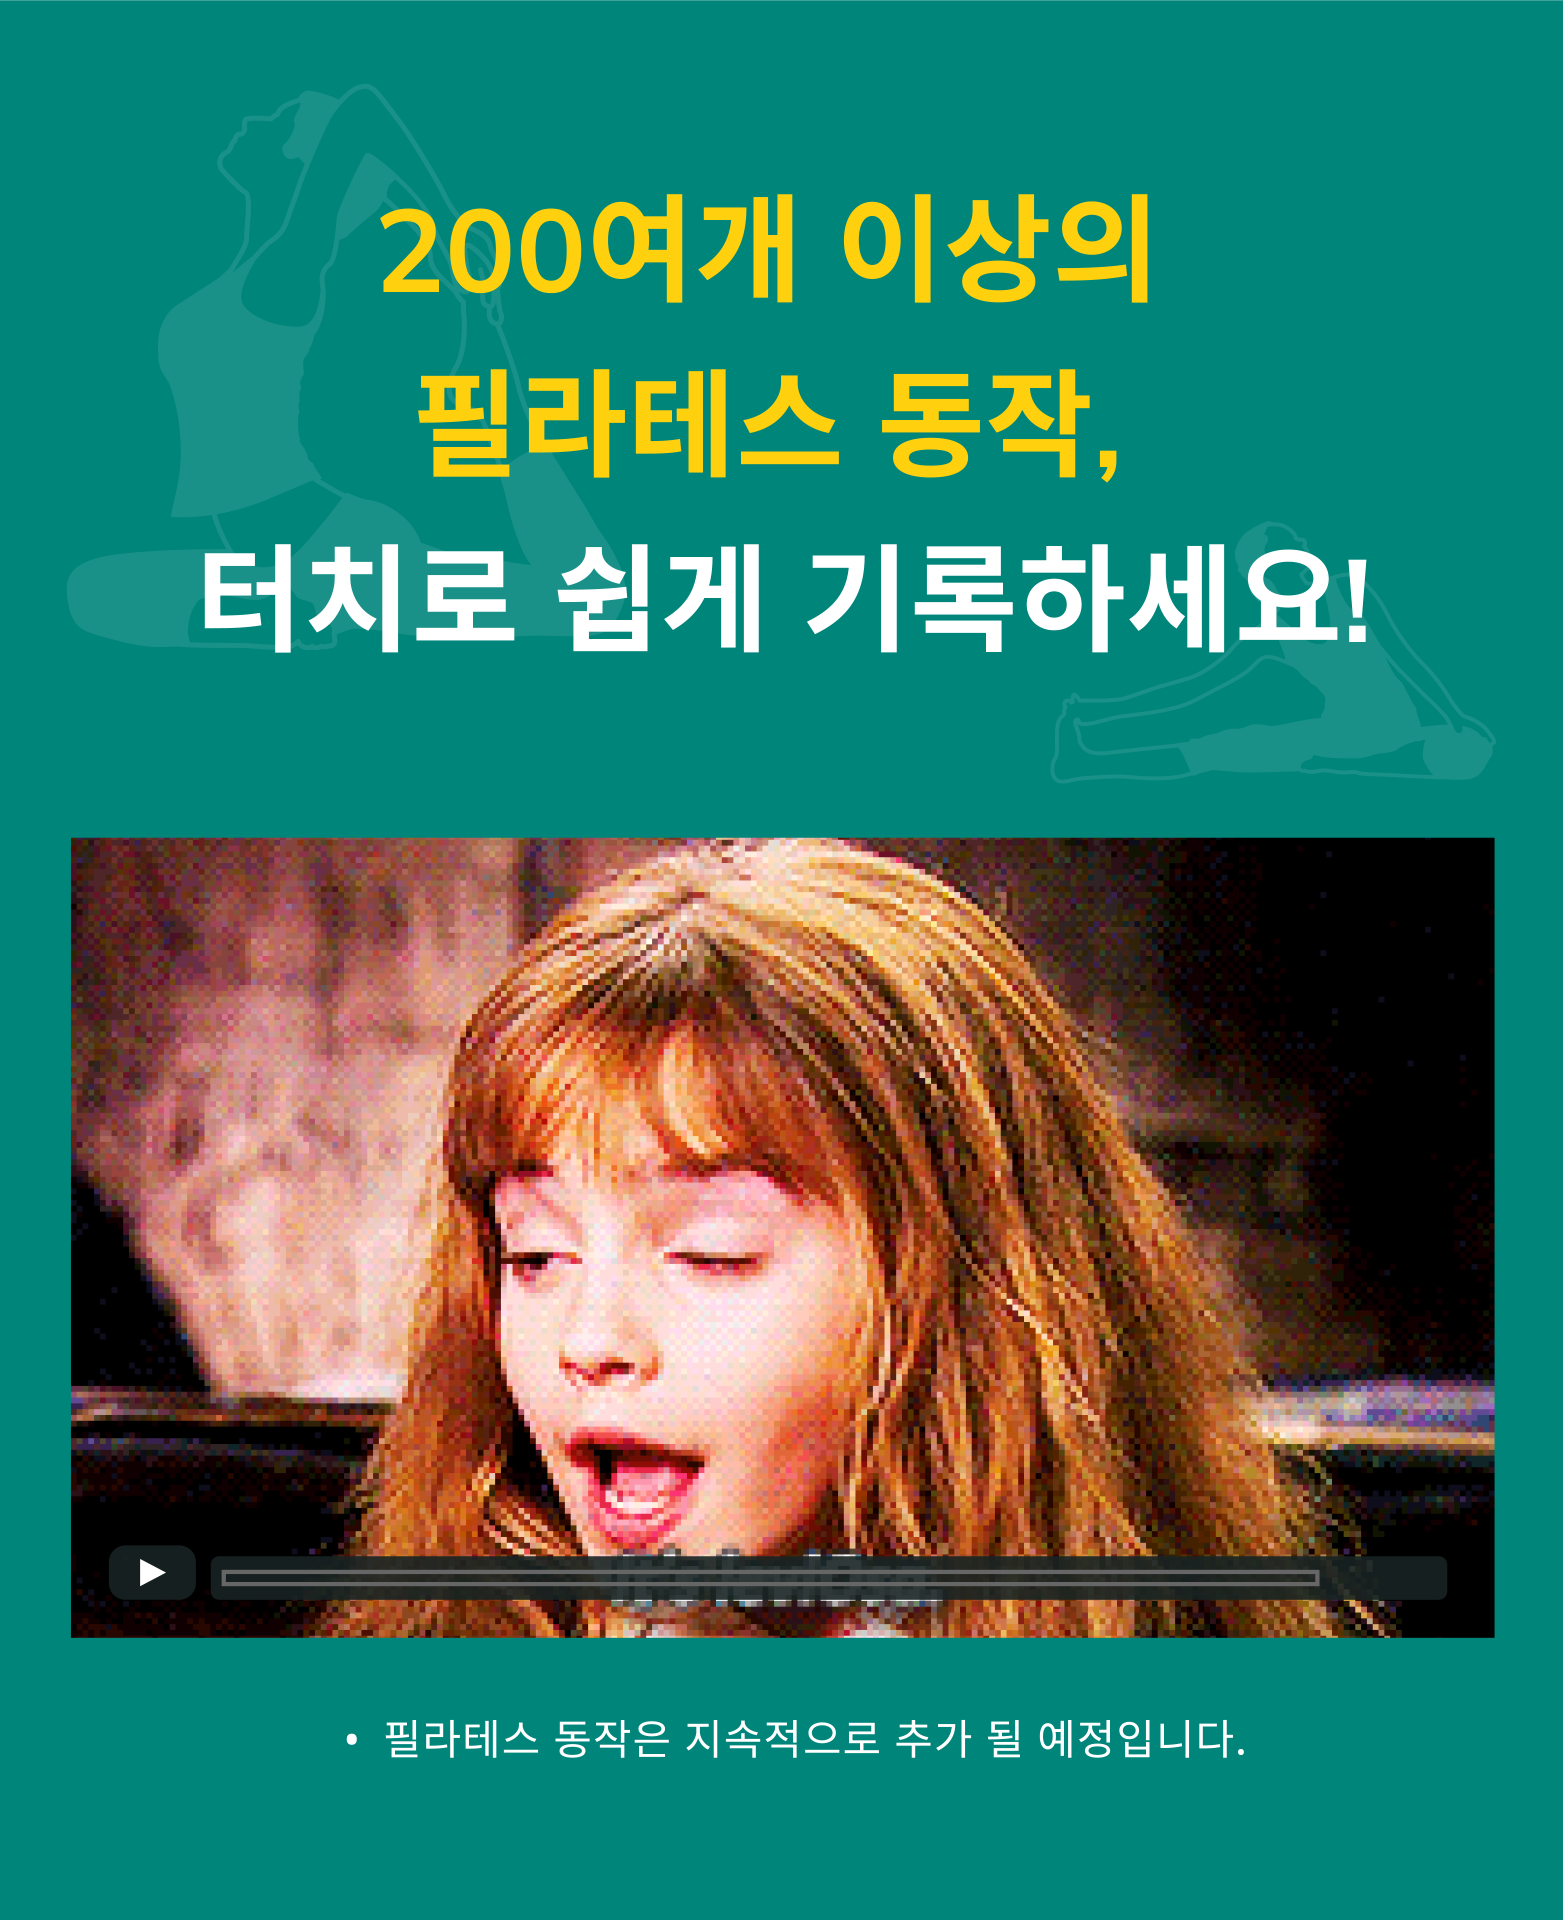 200여개 이상의
필라테스 동작,
터치로 쉽게 기록하세요!
• 필라테스 동작은 지속적으로 추가 될 예정입니다.